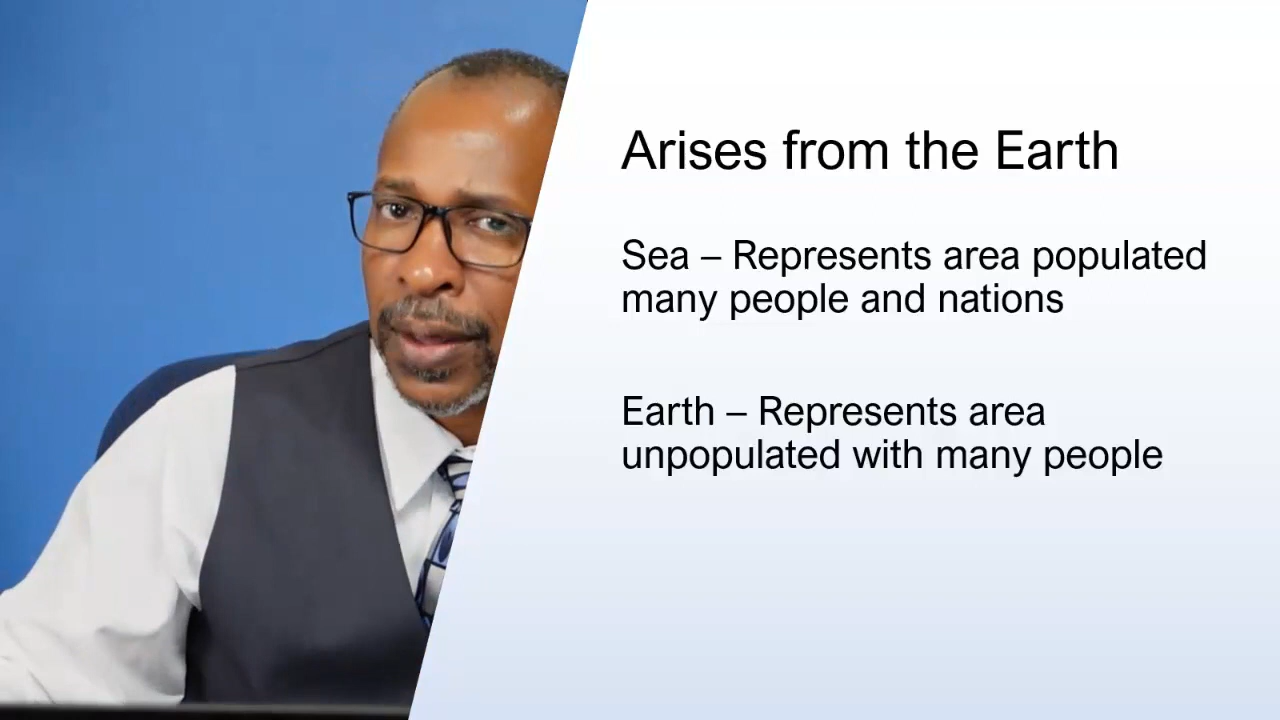 Arises from the Earth
Sea – Represents area populated
many people and nations
Earth – Represents area
unpopulated with many people